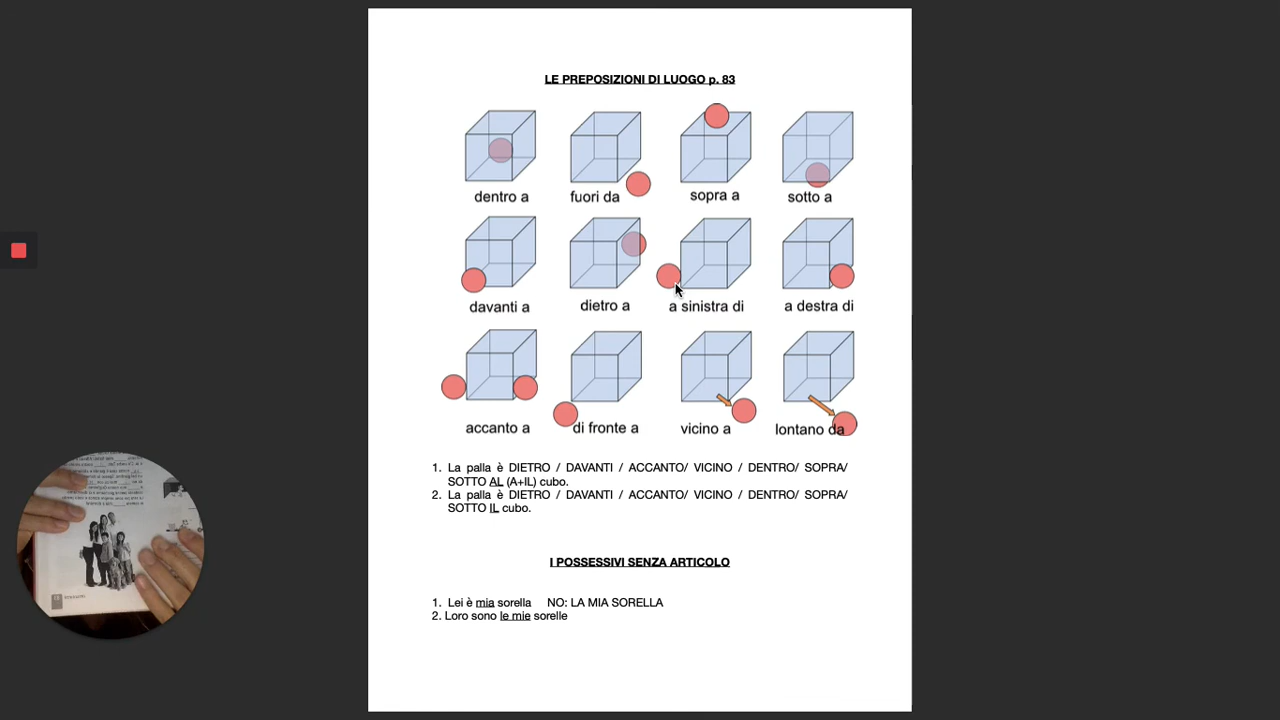 LE PREPOSIZIONI DI LUOGO p. 83
dentro a
fuori da
sopra a
sotto a
davanti a
dietro a
a sinistra di
a destra di
accanto a
di fronte a
vicino a
lontano da
1. La palla è DIETRO / DAVANTI / ACCANTO/ VICINO / DENTRO/ SOPRA/
SOTTO AL (A+IL) cubo.
2. La palla è DIETRO / DAVANTI / ACCANTO/ VICINO / DENTRO/ SOPRA/
SOTTO IL cubo.
I POSSESSIVI SENZA ARTICOLO
1. Lei è mia sorella NO: LA MIA SORELLA
2. Loro sono le mie sorelle